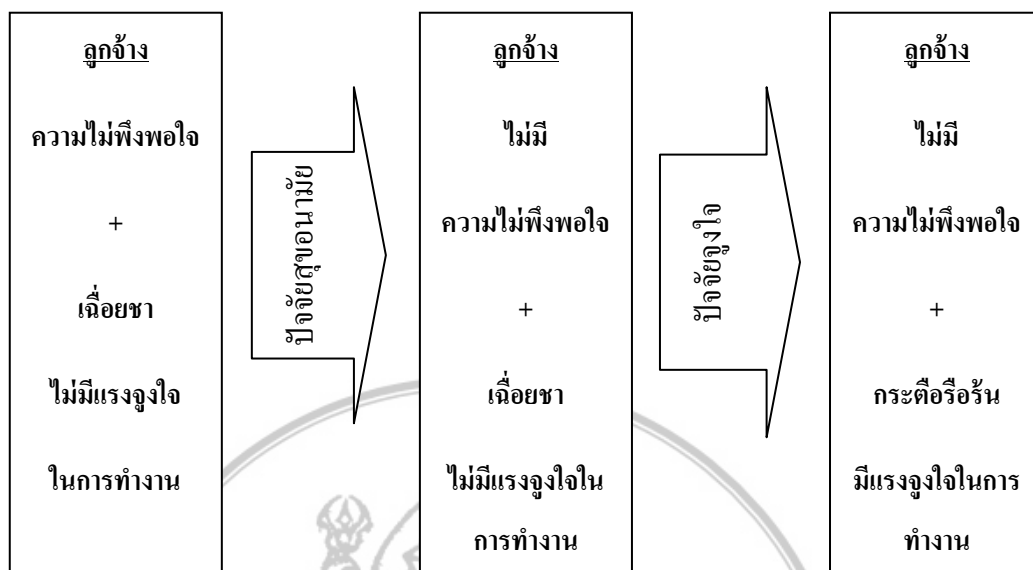 ลูกจ้าง
ความไม่พึงพอใจ
+
เฉื่อยชา
ไม่มีแรงจูงใจ
ในการทำงาน
ปัจจัยสุขอนามัย
ลูกจ้าง
ไม่มี
ความไม่พึงพอใจ
+
เฉื่อยชา
ไม่มีแรงจูงใจใน
การทำงาน
ปัจจัยจูงใจ
ลูกจ้าง
ไม่มี
ความไม่พึงพอใจ
+
กระตือรือร้น
มีแรงจูงใจในการ
ทำงาน